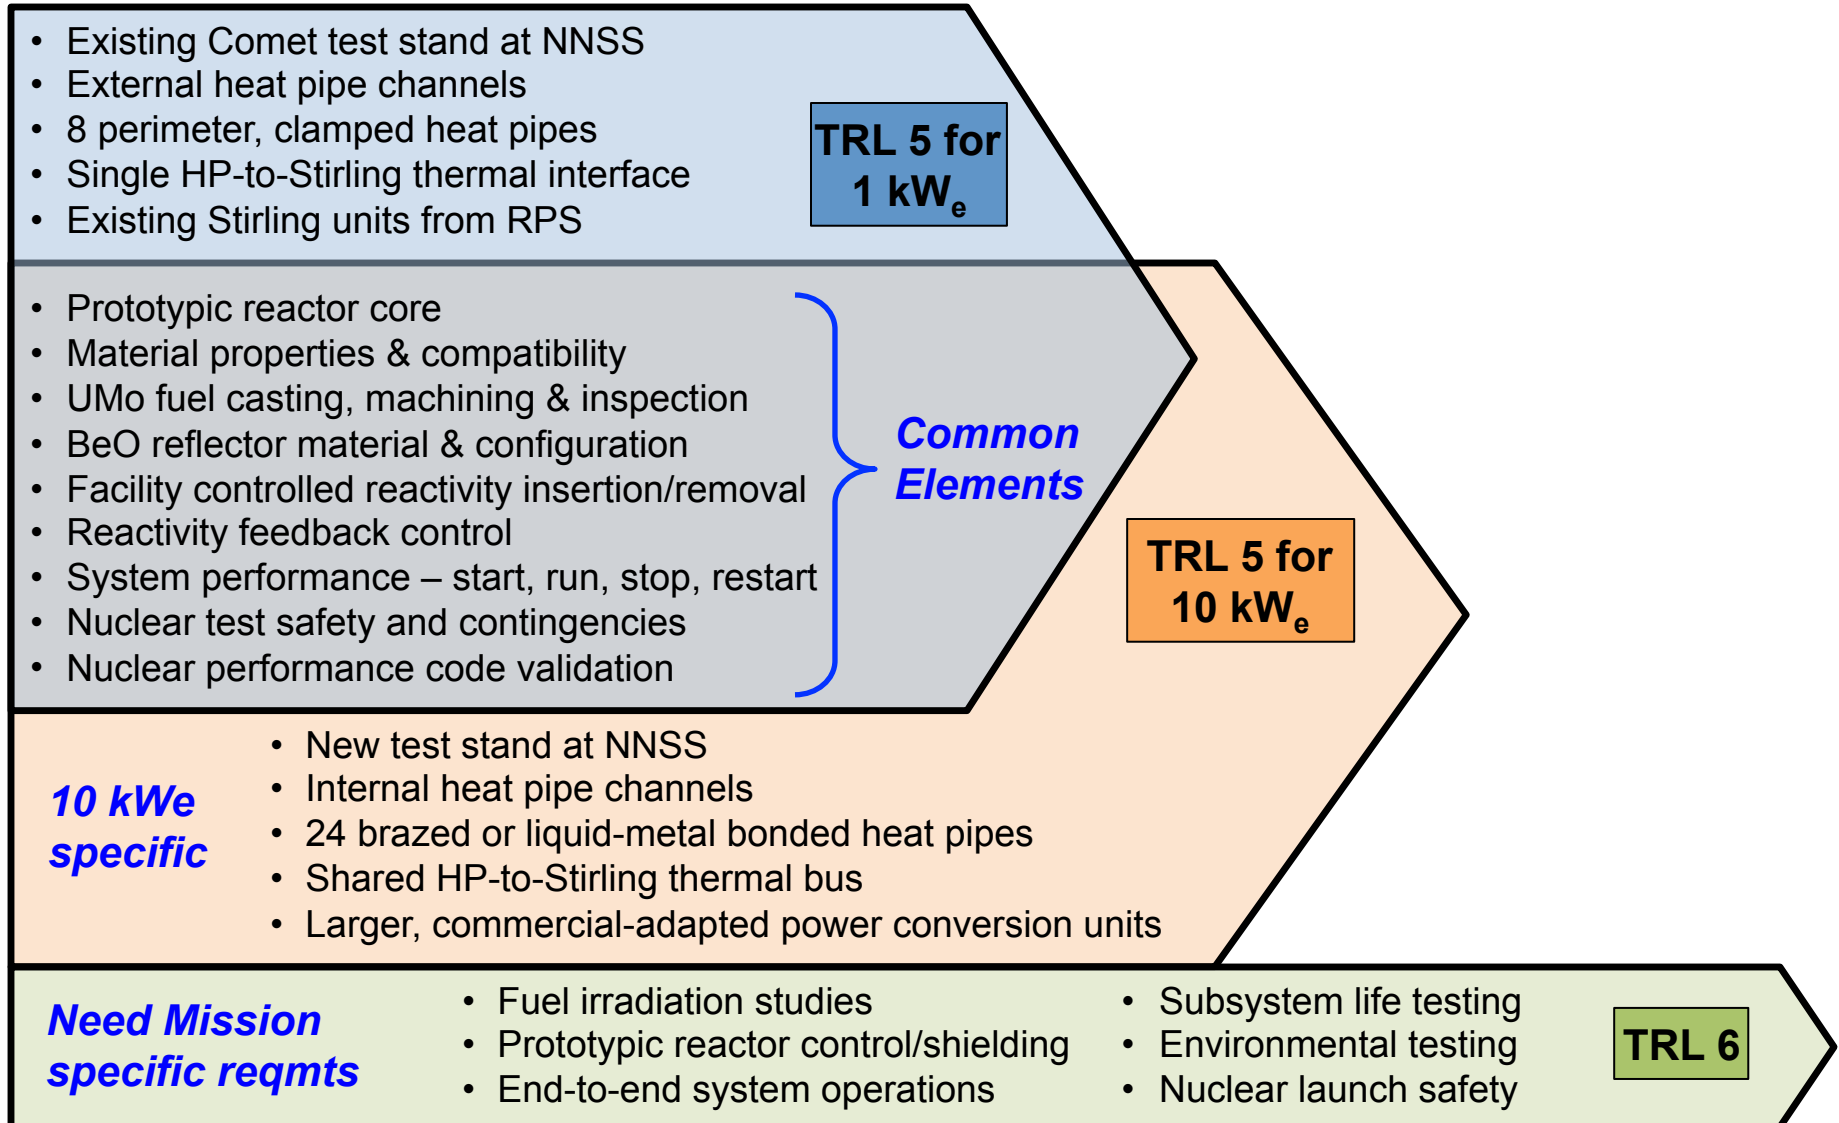 • Existing Comet test stand at NNSS
• External heat pipe channels
• 8 perimeter, clamped heat pipes
• Single HP-to-Stirling thermal interface
• Existing Stirling units from RPS
TRL 5 for
1 kWe
• Prototypic reactor core
• Material properties & compatibility
• UMo fuel casting, machining & inspection
• BeO reflector material & configuration
• Facility controlled reactivity insertion/removal
• Reactivity feedback control
• System performance – start, run, stop, restart
• Nuclear test safety and contingencies
• Nuclear performance code validation
Common
Elements
TRL 5 for
10 kWe
10 kWe
specific
• New test stand at NNSS
• Internal heat pipe channels
• 24 brazed or liquid-metal bonded heat pipes
• Shared HP-to-Stirling thermal bus
• Larger, commercial-adapted power conversion units
Need Mission
specific reqmts
• Fuel irradiation studies
• Prototypic reactor control/shielding
• End-to-end system operations
• Subsystem life testing
• Environmental testing
• Nuclear launch safety
TRL 6